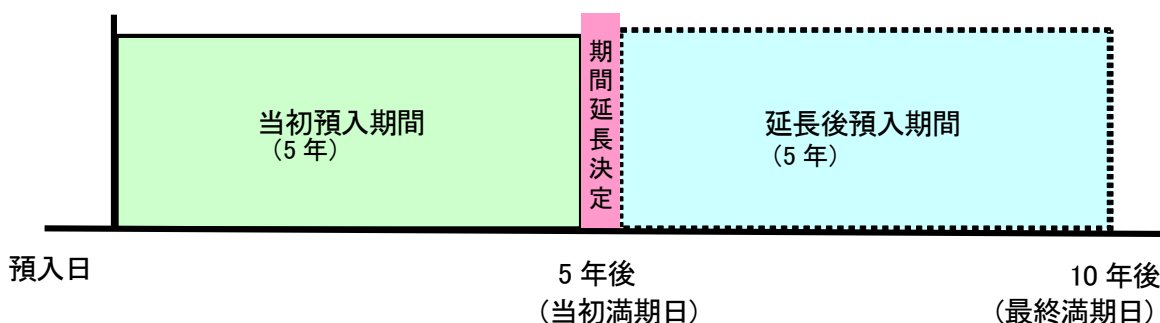 当初預入期間
（5 年）
期間延長決定
延長後預入期間
（5 年）
預入日
5 年後
（当初満期日）
10 年後
（最終満期日）